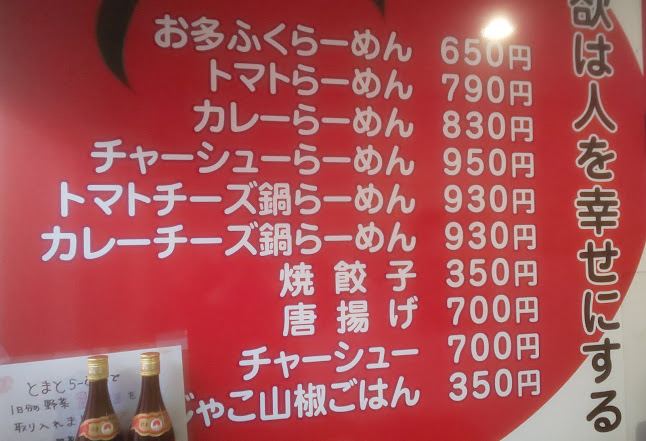 お多ふくらーめん 650円
トマトらーめん 790円
カレーらーめん 830円
チャーシューらーめん 950円
トマトチーズ鍋らーめん 930円
カレーチーズ鍋らーめん 930円
焼餃子 350円
唐揚げ 700円
チャーシュー 700円
じゃこ山椒ごはん 350円
欲は人を幸せにする
とまとらーめんで
1日分の野菜
取り入れま